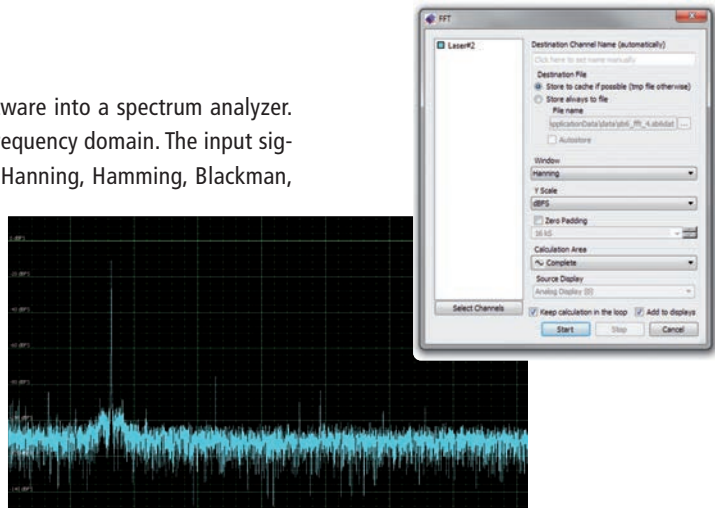 ware into a spectrum analyzer.
requency domain. The input sig-
Hanning, Hamming, Blackman,
FFT
Laser#2
Select Channels
Destination Channel Name (automatically)
Click here to set name manually
Destination File
Store to cache if possible (tmp file otherwise)
Store always to file
File name
...
Autostore
Window
Hanning
Y Scale
dBFS
Zero Padding
16 kS
Calculation Area
Complete
Source Display
Analog Display
Keep calculation in the loop
Add to displays
Start
Stop
Cancel